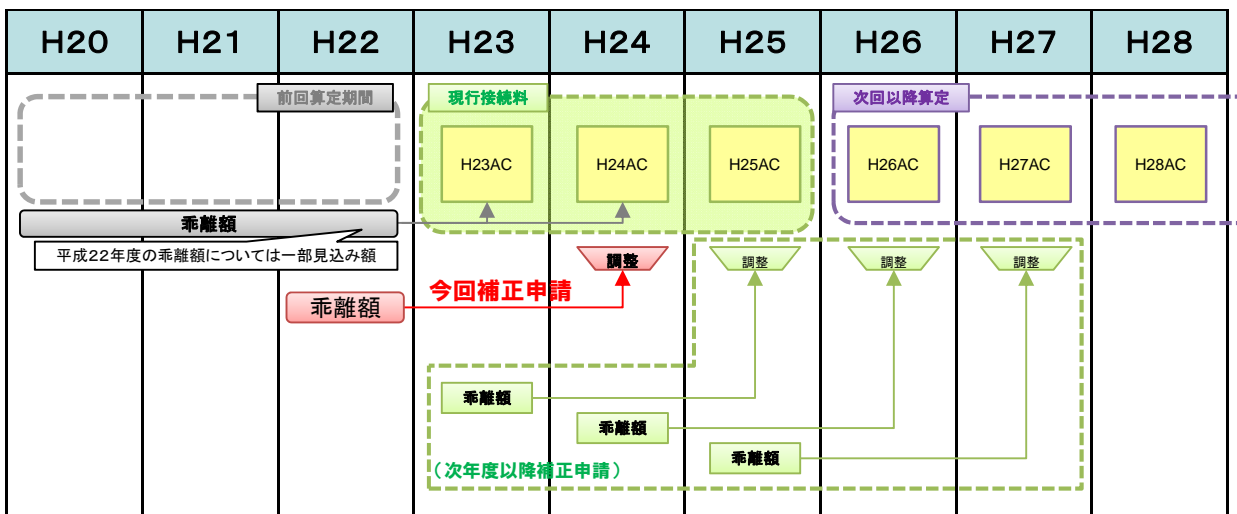 H20 H21 H22 H23 H24 H25 H26 H27 H28
前回算定期間 現行接続料 次回以降算定
H23AC H24AC H25AC H26AC H27AC H28AC
乖離額
平成22年度の乖離額については一部見込み額
調整 調整 調整 調整
今回補正申請
乖離額
乖離額
乖離額
乖離額
（次年度以降補正申請）